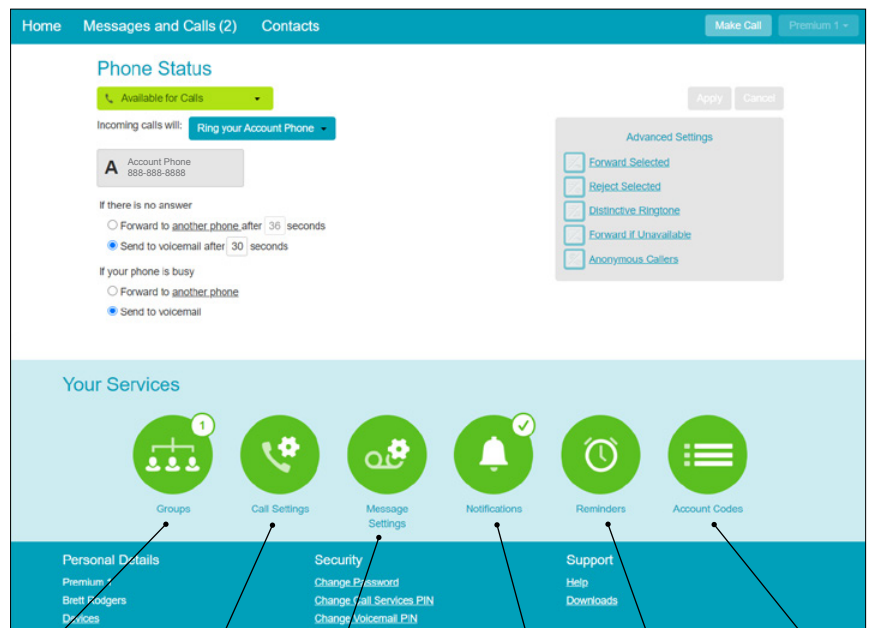 Home Messages and Calls (2) Contacts Make Call Premium 1
Phone Status
Available for Calls
Apply Cancel
Incoming calls will: Ring your Account Phone
A Account Phone
888-888-8888
If there is no answer
Forward to another phone after 36 seconds
Send to voicemail after 30 seconds
If your phone is busy
Forward to another phone
Send to voicemail
Advanced Settings
Forward Selected
Reject Selected
Distinctive Ringtone
Forward if Unavailable
Anonymous Callers
Your Services
1
Groups
Call Settings
Message
Settings
Notifications
Reminders
Account Codes
Personal Details
Premium 1
Brett Rodgers
Devices
Security
Change Password
Change Call Services PIN
Change Voicemail PIN
Support
Help
Downloads